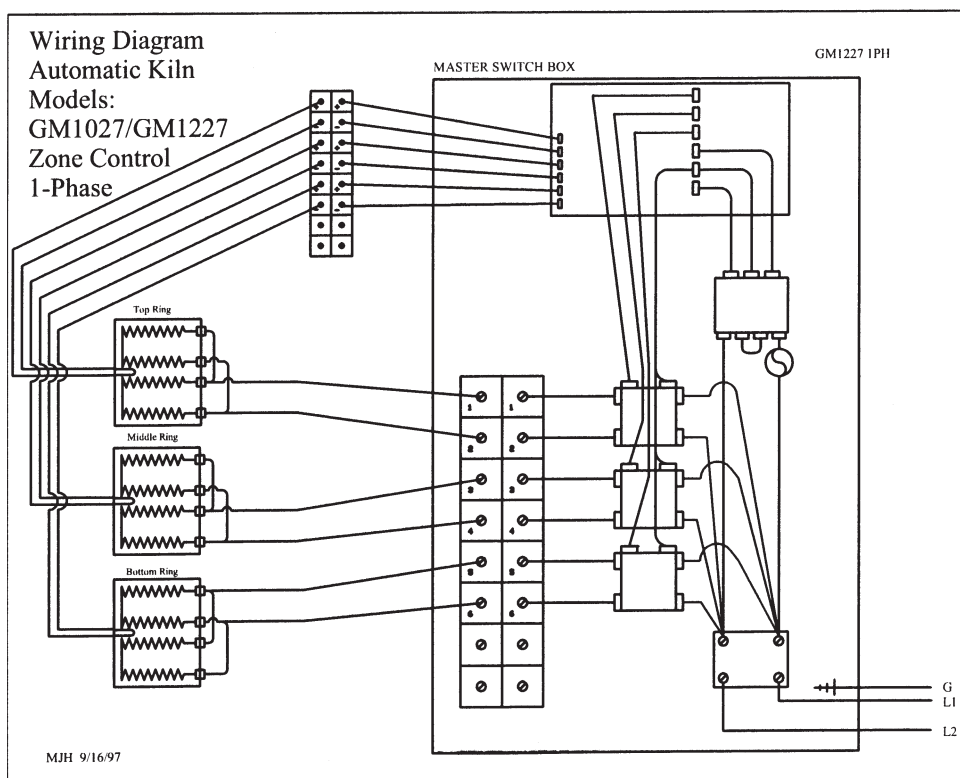 Wiring Diagram
Automatic Kiln
Models:
GM1027/GM1227
Zone Control
1-Phase
GM1227 1PH
MASTER SWITCH BOX
+ +
- -
+ +
- -
+ +
- -
Top Ring
1 1
2 2
Middle Ring
3 3
4 4
5 5
Bottom Ring
6 6
G
L1
L2
MJH 9/16/97